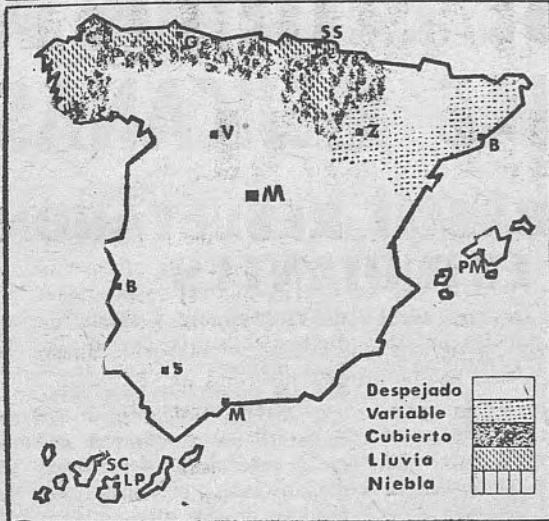 C
G
SS
V
Z
B
M
PM
B
S
M
SC
LP
Despejado
Variable
Cubierto
Lluvia
Niebla